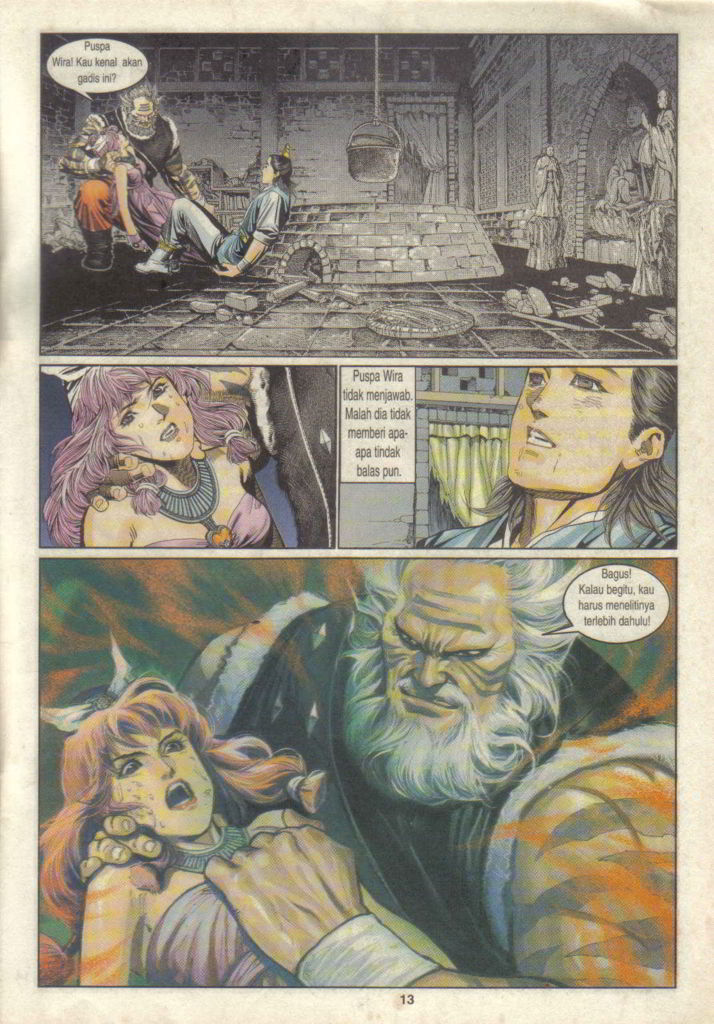 Puspa
Wira! Kau kenal akan
gadis ini?
Puspa Wira
tidak menjawab.
Malah dia tidak
memberi apa-
apa tindak
balas pun.
Bagus!
Kalau begitu, kau
harus menelitinya
terlebih dahulu!
13